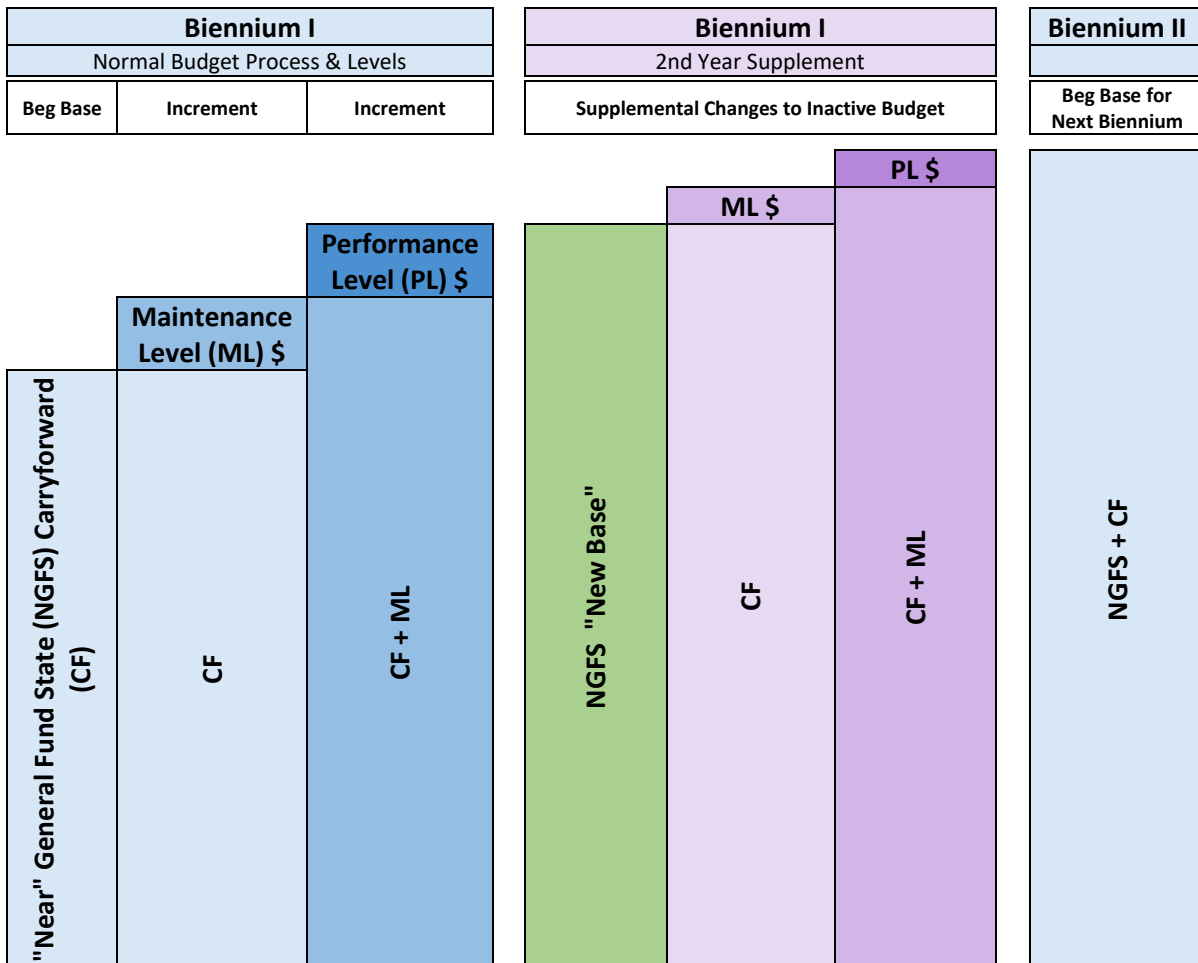 Biennium I
Normal Budget Process & Levels
Beg Base
Increment
Increment
Biennium I
2nd Year Supplement
Supplemental Changes to Inactive Budget
Biennium II
Beg Base for
Next Biennium
"Near" General Fund State (NGFS) Carryforward
(CF)
Maintenance
Level (ML) $
CF
Performance
Level (PL) $
CF + ML
NGFS "New Base"
ML $
CF
PL $
CF + ML
NGFS + CF